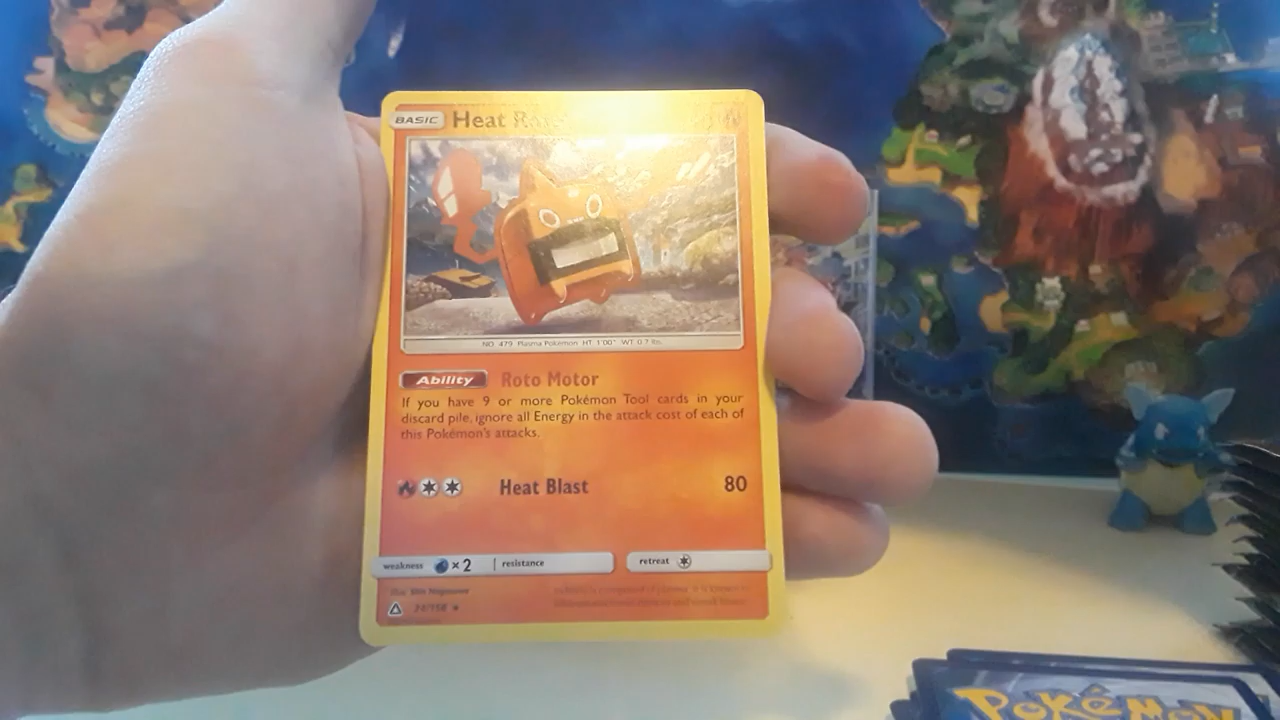 BASIC Heat
NO. 479 Plasma Pokémon HT 1'00" WT 0.7 lbs.
Ability Roto Motor
If you have 9 or more Pokémon Tool cards in your
discard pile, ignore all Energy in the attack cost of each of
this Pokémon's attacks.
Heat Blast 80
weakness ×2 resistance retreat
POKéMON